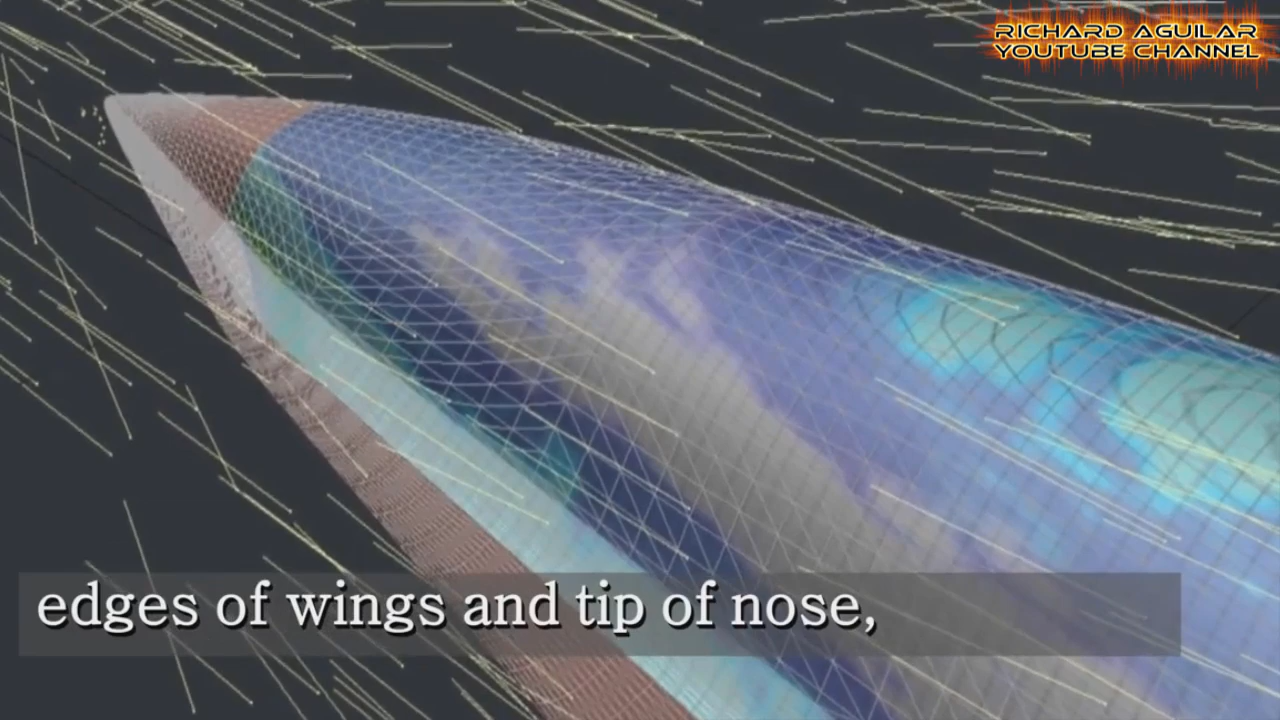 RICHARD AGUILAR
YOUTUBE CHANNEL
edges of wings and tip of nose,